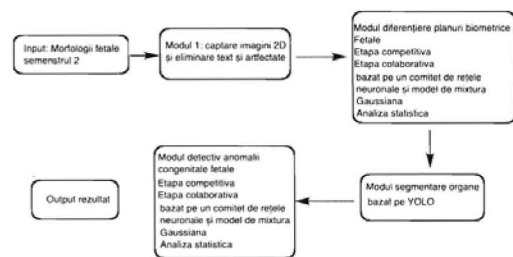 Input: Morfologii fetale
semenstrul 2
Modul 1: captare imagini 2D
și eliminare text și artfectate
Modul diferențiere planuri biometrice
Fetale
Etapa competitiva
Etapa colaborativa
bazat pe un comitet de rețele
neuronale și model de mixtura
Gaussiana
Analiza statistica
Modul segmentare organe
bazat pe YOLO
Modul detectiv anomalii
congenitale fetale
Etapa competitiva
Etapa colaborativa
bazat pe un comitet de rețele
neuronale și model de mixtura
Gaussiana
Analiza statistica
Output rezultat